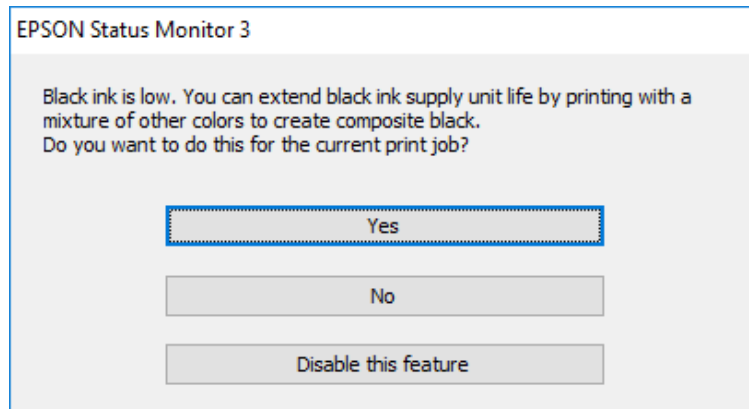 EPSON Status Monitor 3
Black ink is low. You can extend black ink supply unit life by printing with a
mixture of other colors to create composite black.
Do you want to do this for the current print job?
Yes
No
Disable this feature